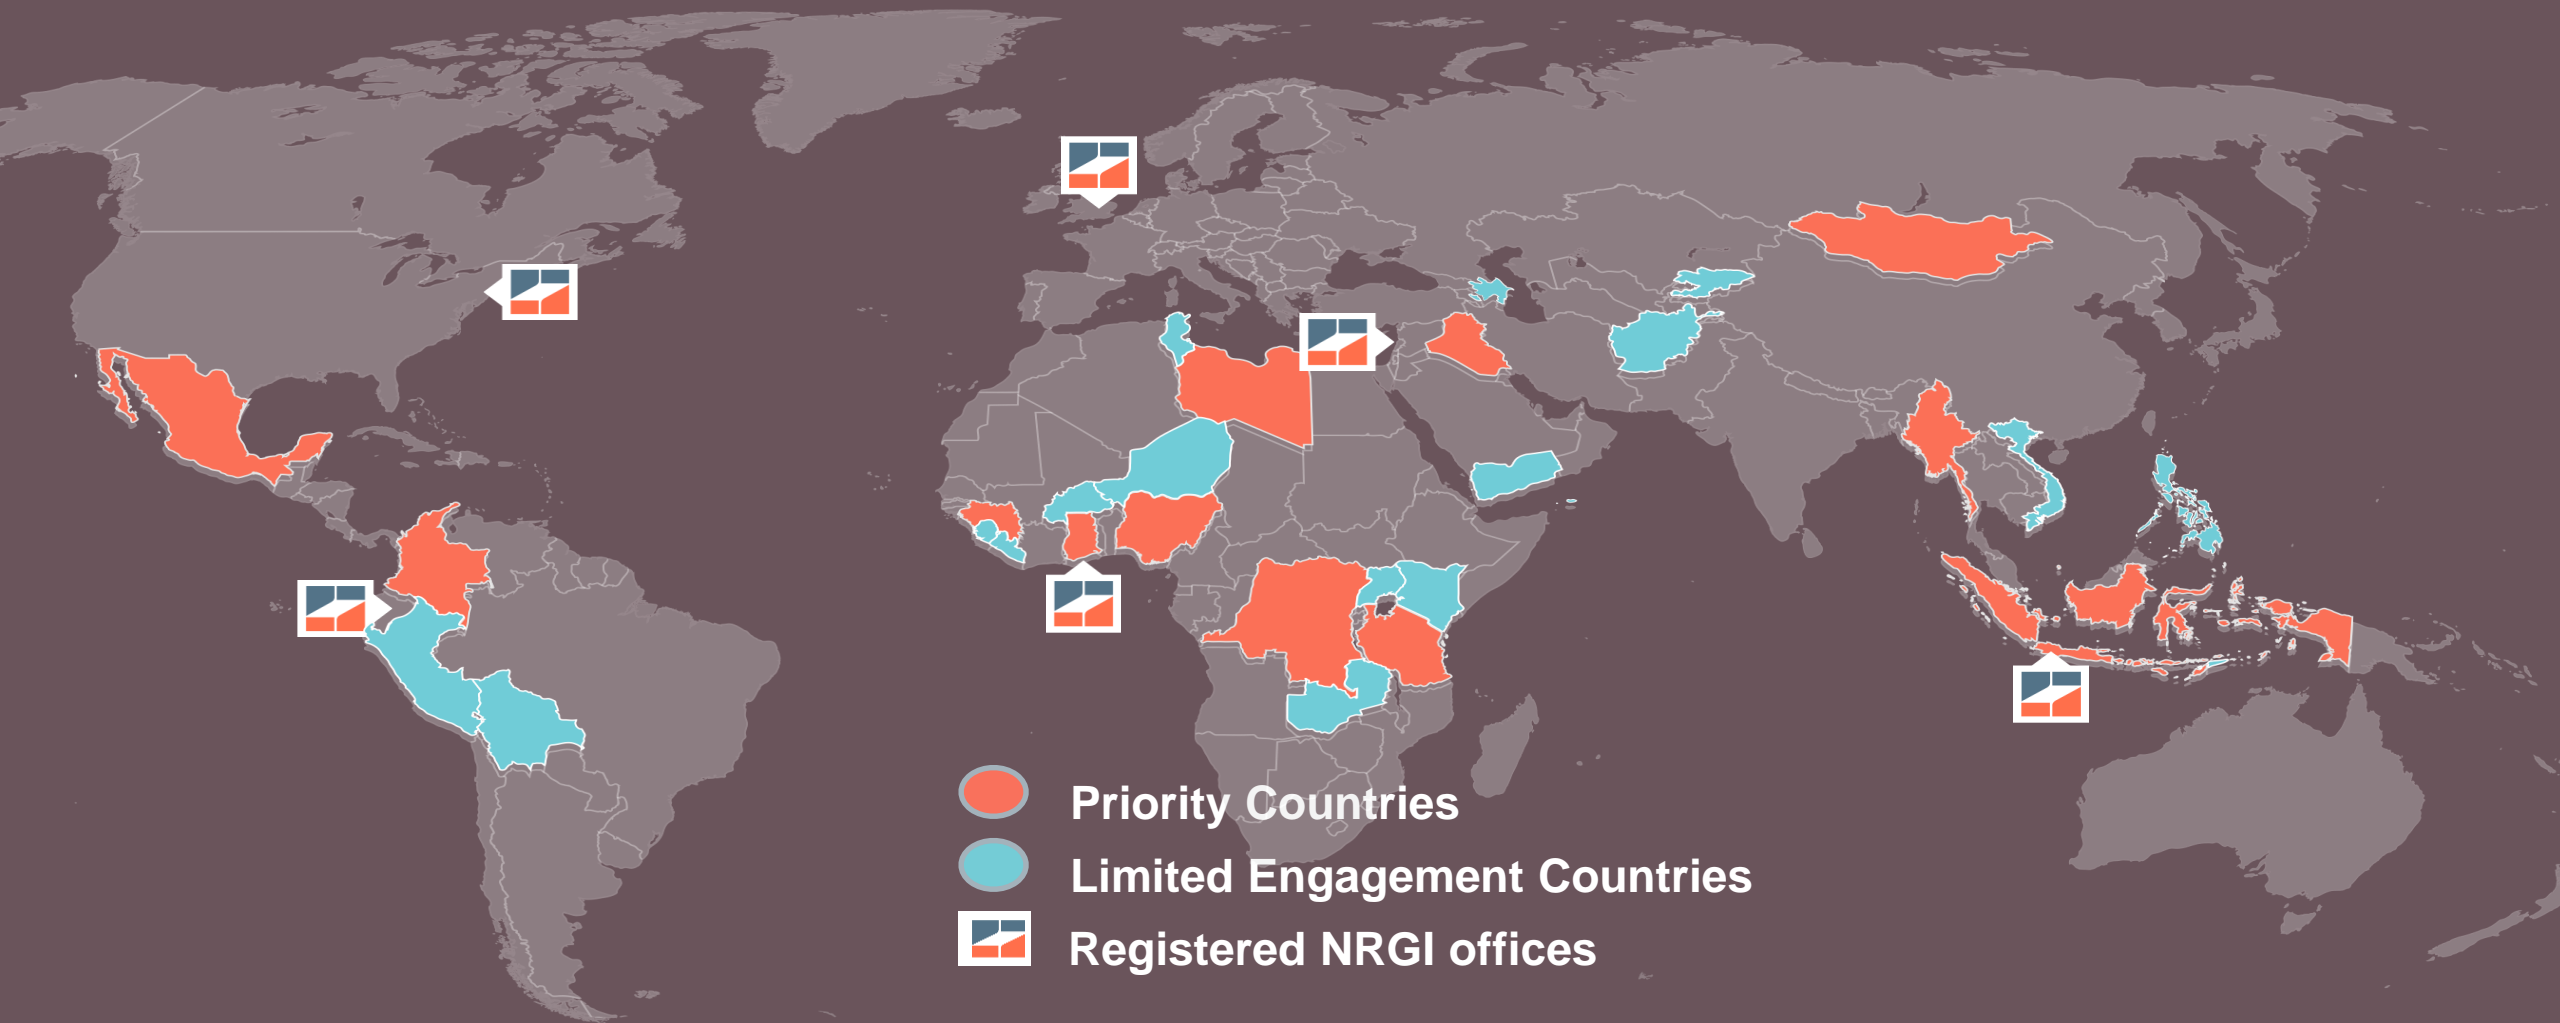 Priority Countries
Limited Engagement Countries
Registered NRGI offices